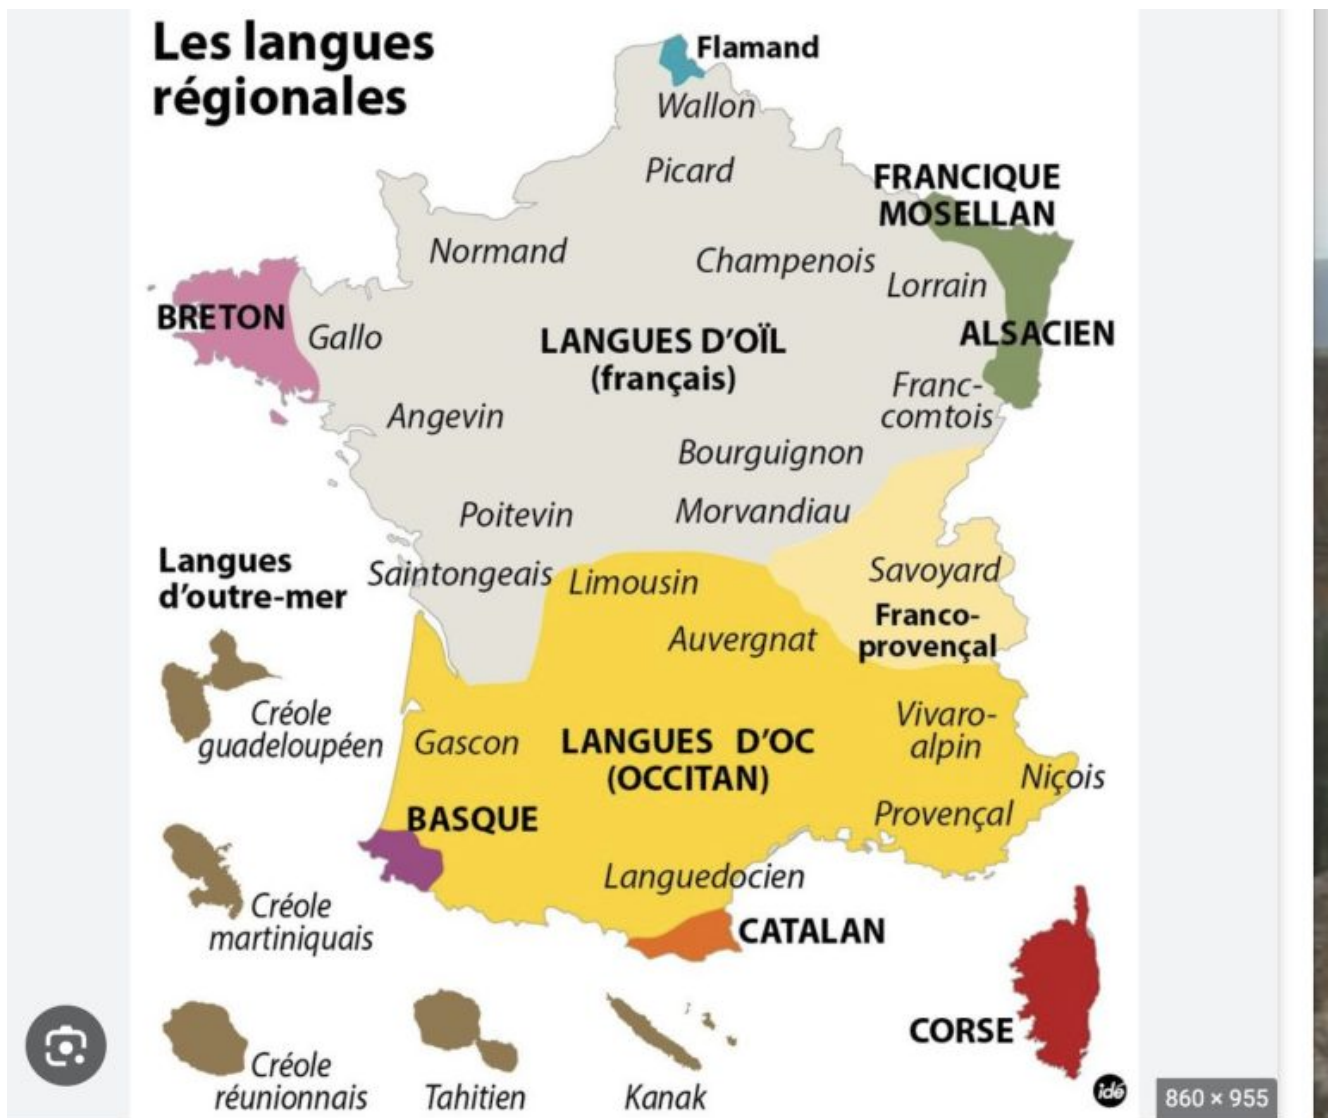 Les langues
régionales
Flamand
Wallon
Picard
FRANCIQUE
MOSELLAN
Normand
Champenois
Lorrain
BRETON
Gallo
LANGUES D'OÏL
(français)
ALSACIEN
Franc-
comtois
Angevin
Bourguignon
Poitevin
Morvandiau
Langues
d'outre-mer
Saintongeais
Limousin
Savoyard
Franco-
provençal
Auvergnat
Créole
guadeloupéen
Gascon
LANGUES D'OC
(OCCITAN)
Vivaro-
alpin
Niçois
BASQUE
Provençal
Languedocien
Créole
martiniquais
CATALAN
CORSE
Créole
réunionnais
Tahitien
Kanak
idé
860 × 955